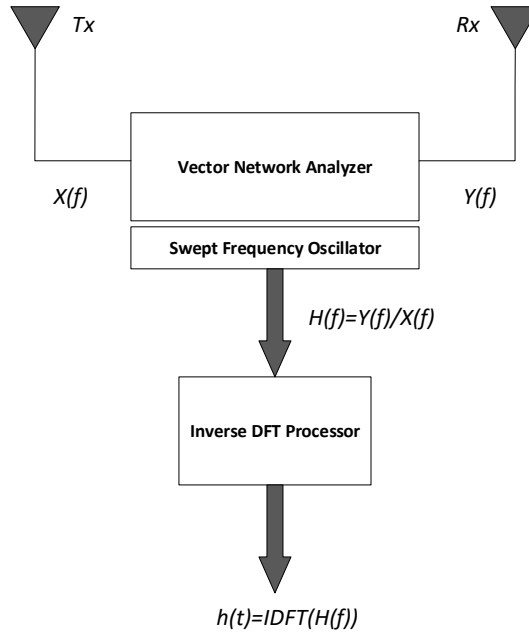 Tx
Rx
Vector Network Analyzer
X(f)
Y(f)
Swept Frequency Oscillator
H(f)=Y(f)/X(f)
Inverse DFT Processor
h(t)=IDFT(H(f))